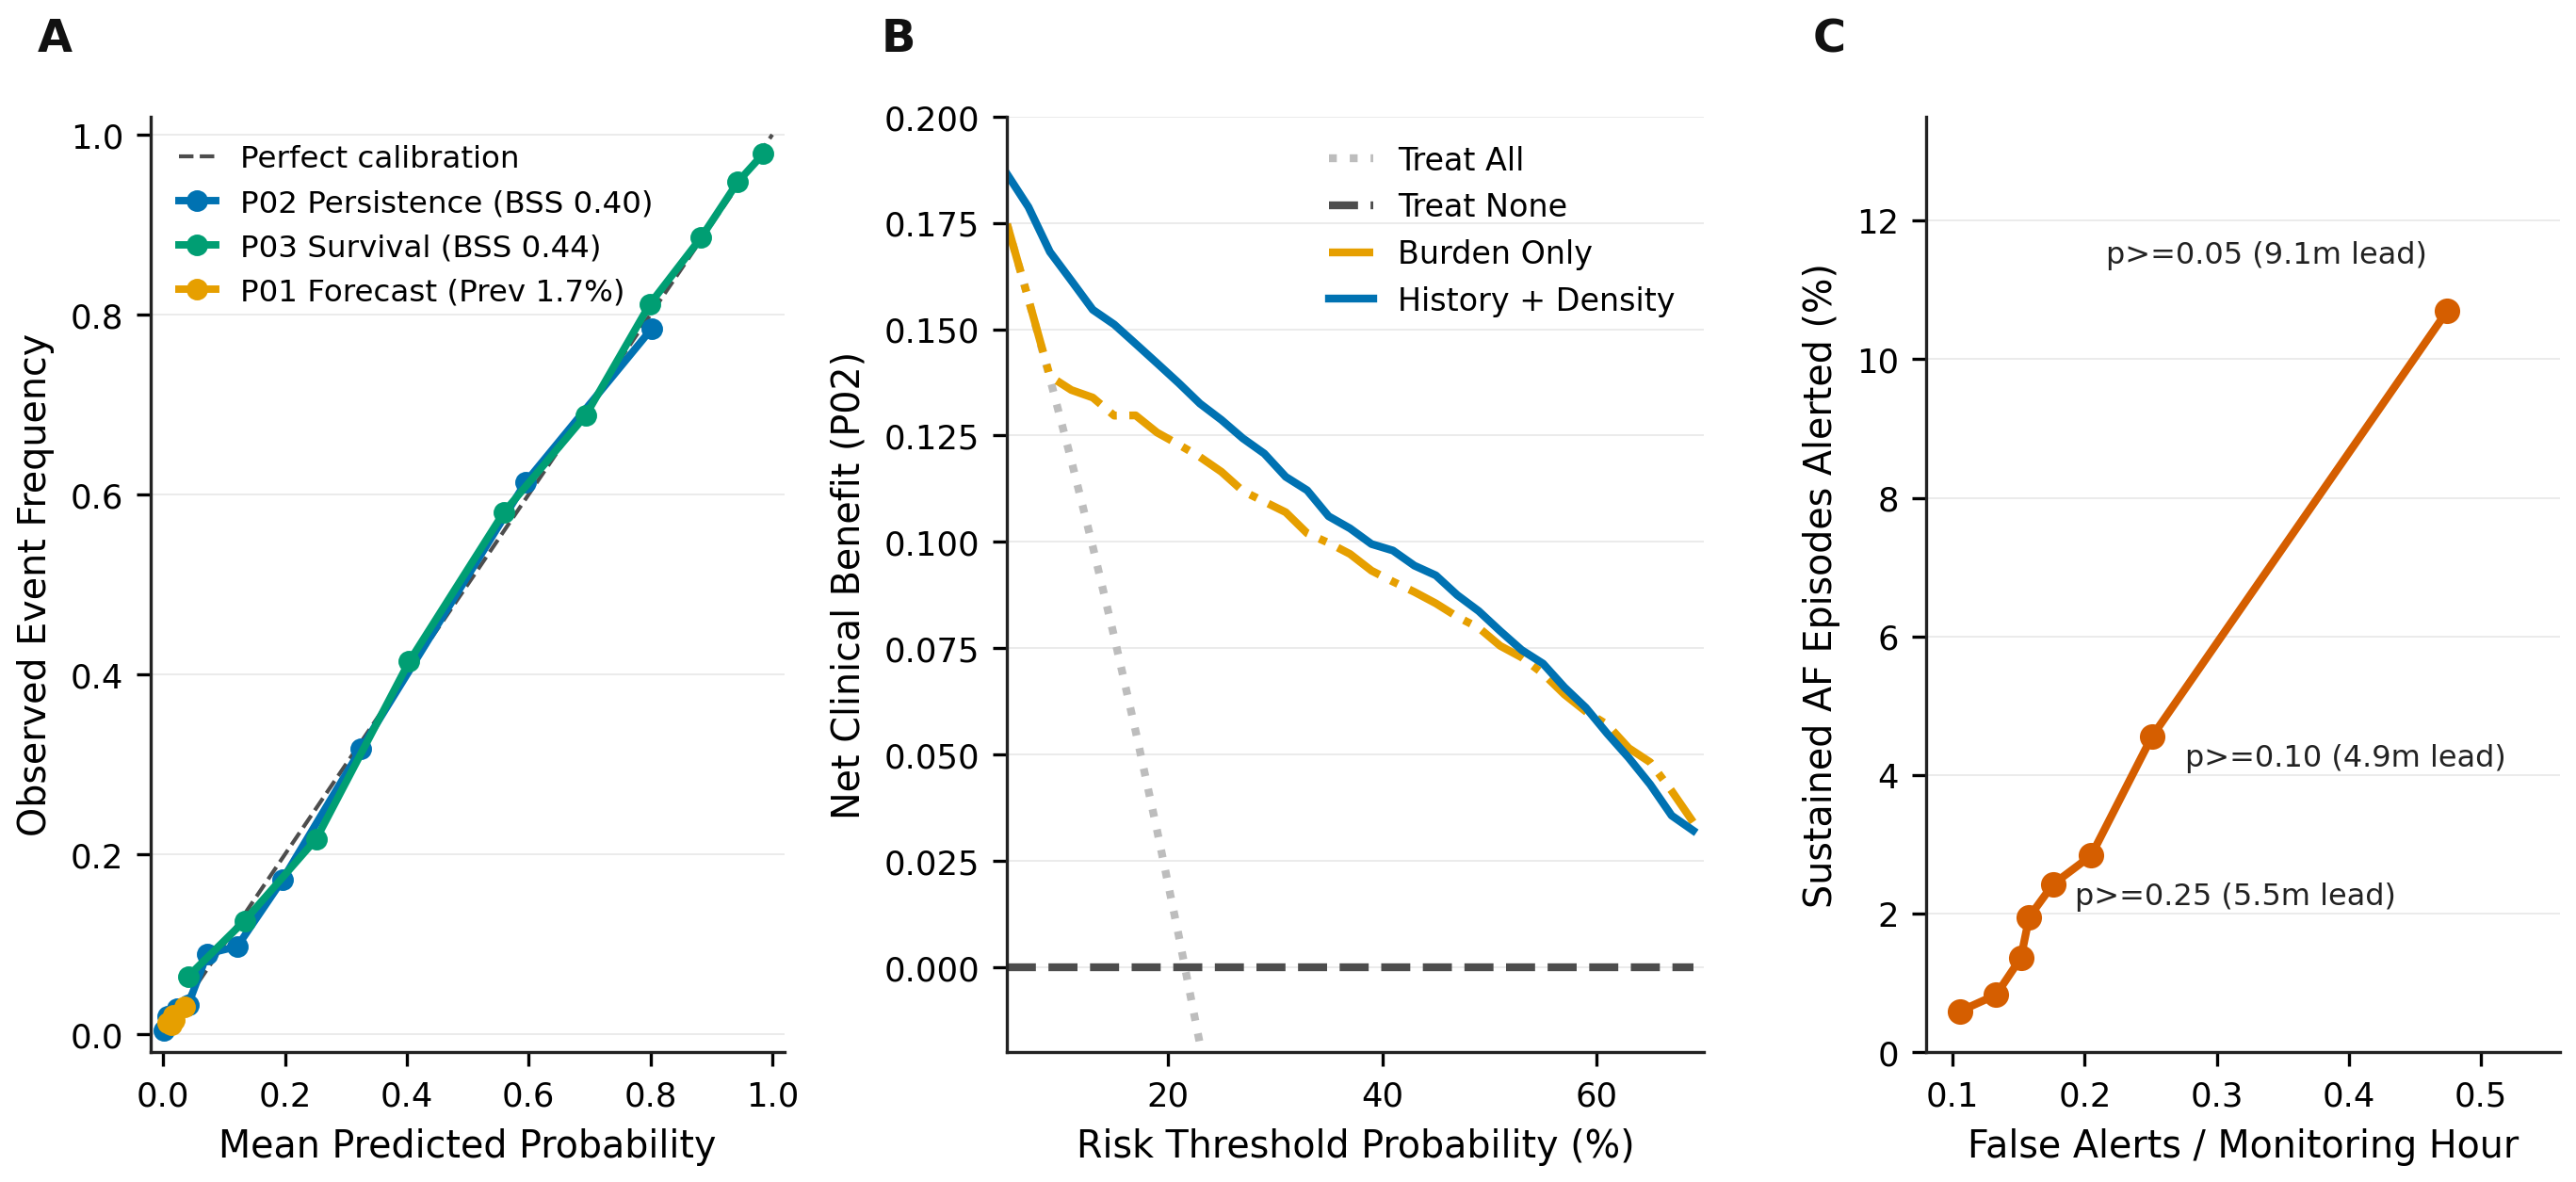 A
Observed Event Frequency
1.0
0.8
0.6
0.4
0.2
0.0
Perfect calibration
P02 Persistence (BSS 0.40)
P03 Survival (BSS 0.44)
P01 Forecast (Prev 1.7%)
0.0 0.2 0.4 0.6 0.8 1.0
Mean Predicted Probability
B
Net Clinical Benefit (P02)
0.200
0.175
0.150
0.125
0.100
0.075
0.050
0.025
0.000
Treat All
Treat None
Burden Only
History + Density
20 40 60
Risk Threshold Probability (%)
C
Sustained AF Episodes Alerted (%)
12
10
8
6
4
2
0
p>=0.05 (9.1m lead)
p>=0.10 (4.9m lead)
p>=0.25 (5.5m lead)
0.1 0.2 0.3 0.4 0.5
False Alerts / Monitoring Hour